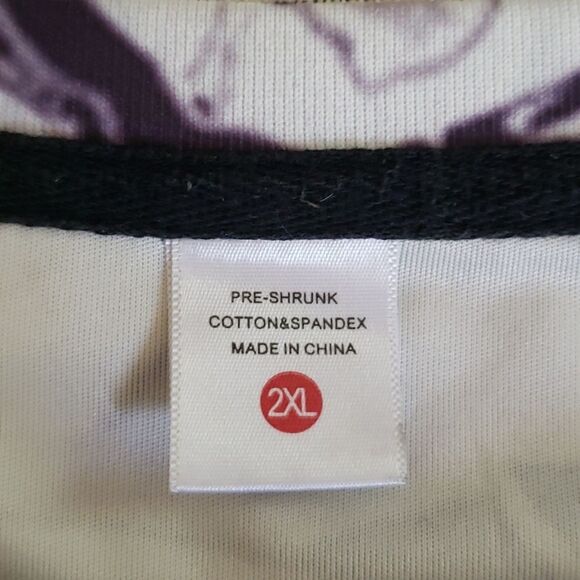 PRE-SHRUNK
COTTON&SPANDEX
MADE IN CHINA
2XL